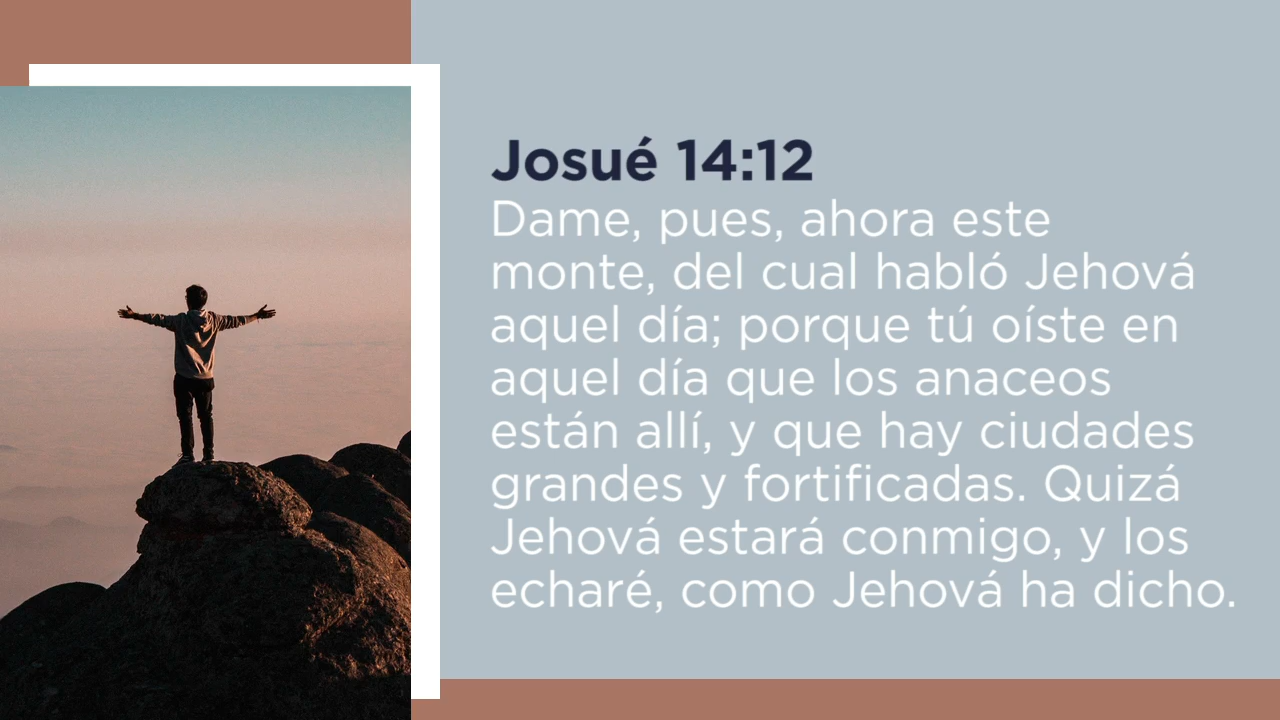 Josué 14:12
Dame, pues, ahora este
monte, del cual habló Jehová
aquel día; porque tú oíste en
aquel día que los anaceos
están allí, y que hay ciudades
grandes y fortificadas. Quizá
Jehová estará conmigo, y los
echaré, como Jehová ha dicho.